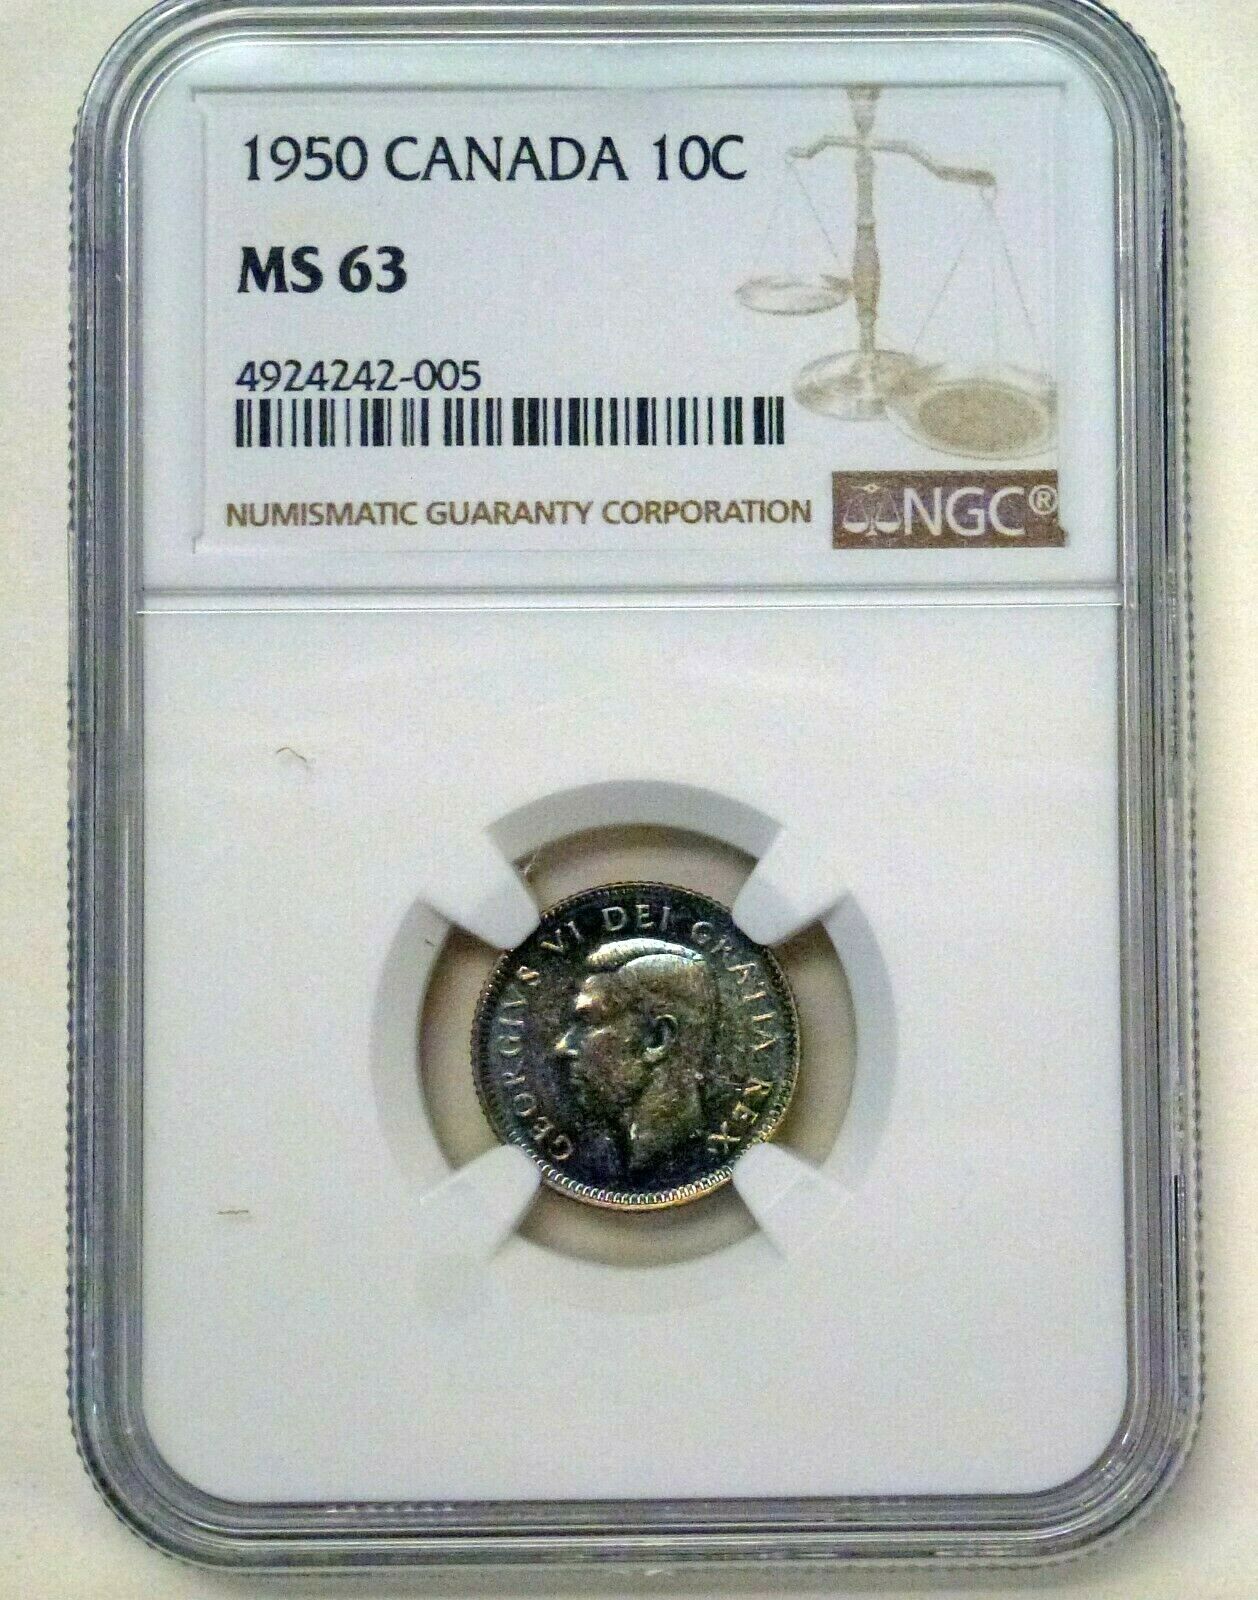 1950 CANADA 10C
MS 63
4924242-005
NUMISMATIC GUARANTY CORPORATION NGC®
GEORGIVS VI DEI GRATIA REX